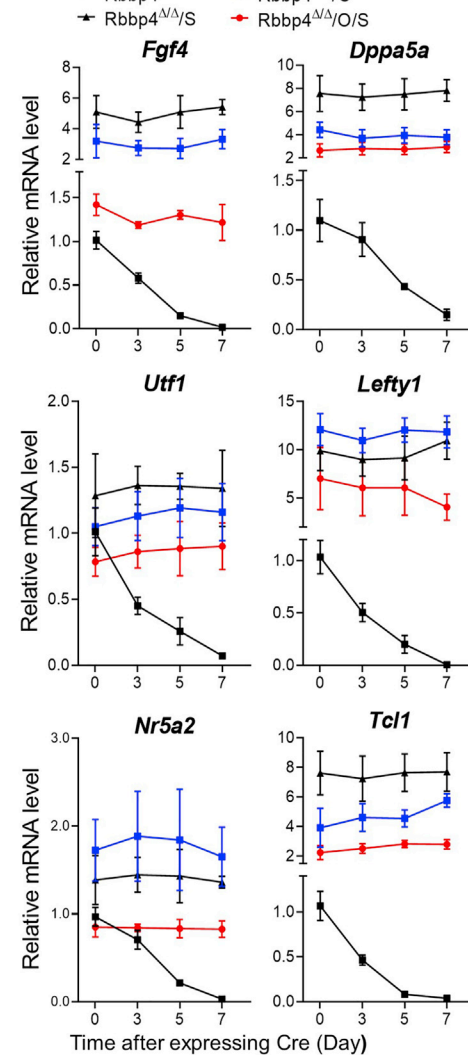 Rbbp4Δ/Δ/S Rbbp4Δ/Δ/O/S
Fgf4 Dppa5a
Relative mRNA level
8
6
4
2
1.5
1.0
0.5
0.0
0 3 5 7
10
8
6
4
2
1.5
1.0
0.5
0.0
0 3 5 7
Utf1 Lefty1
Relative mRNA level
2.0
1.5
1.0
0.5
0.0
0 3 5 7
15
10
5
1.0
0.5
0.0
0 3 5 7
Nr5a2 Tcl1
Relative mRNA level
3.0
2.0
1.0
0.0
0 3 5 7
10
8
6
4
2
1.0
0.5
0.0
0 3 5 7
Time after expressing Cre (Day)